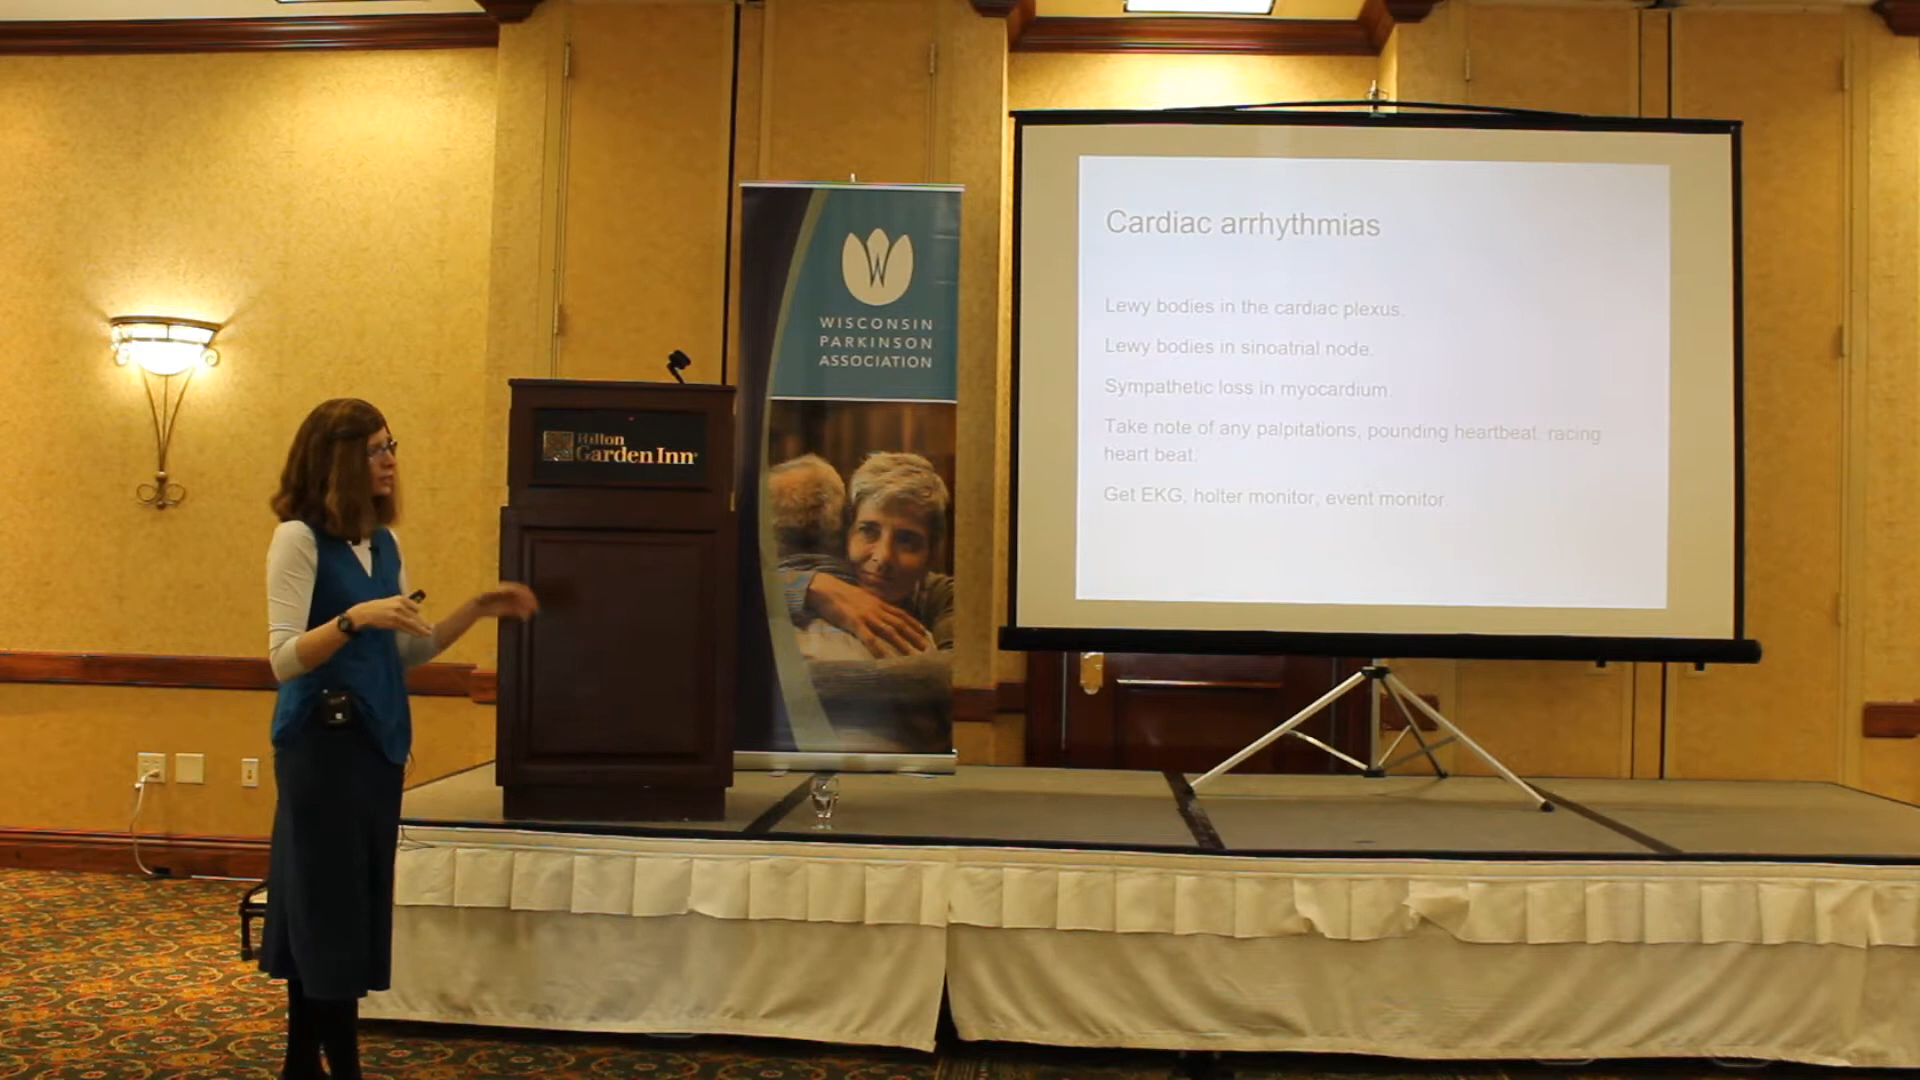 Hilton
Garden Inn
W
WISCONSIN
PARKINSON
ASSOCIATION
Cardiac arrhythmias
Lewy bodies in the cardiac plexus.
Lewy bodies in sinoatrial node.
Sympathetic loss in myocardium.
Take note of any palpitations, pounding heartbeat, racing
heart beat.
Get EKG, holter monitor, event monitor